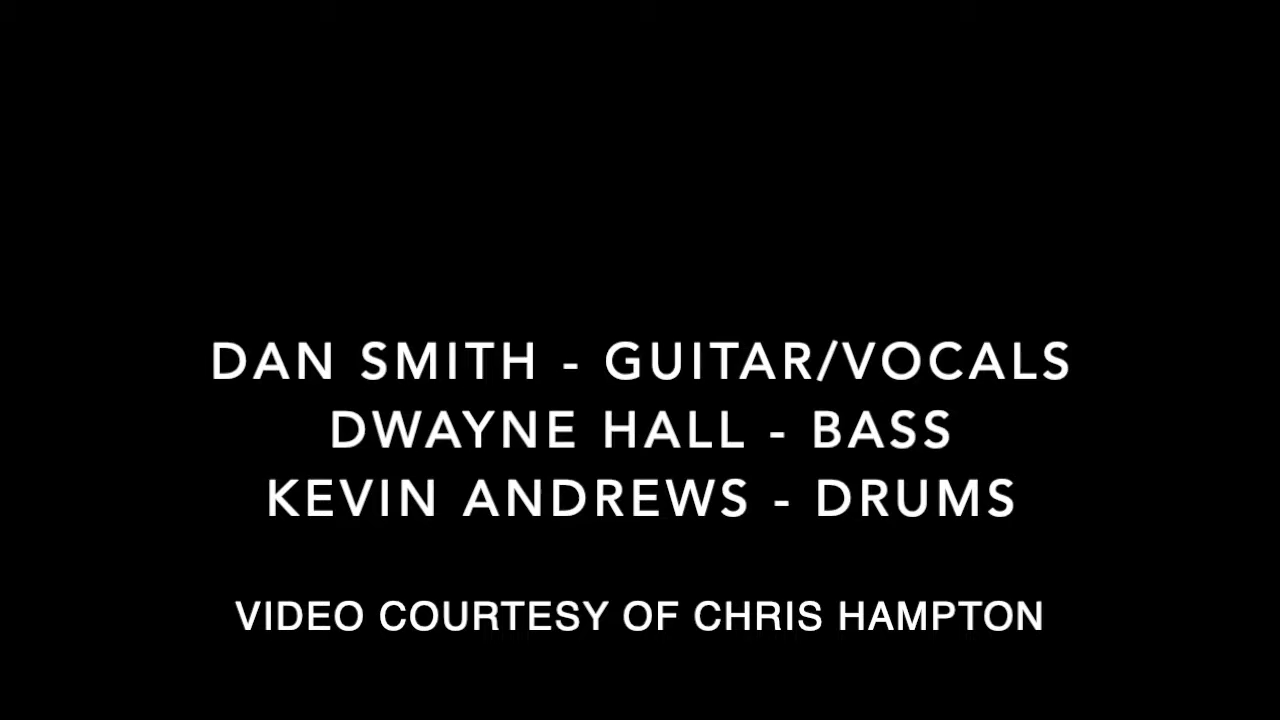 DAN SMITH - GUITAR/VOCALS
DWAYNE HALL - BASS
KEVIN ANDREWS - DRUMS
VIDEO COURTESY OF CHRIS HAMPTON